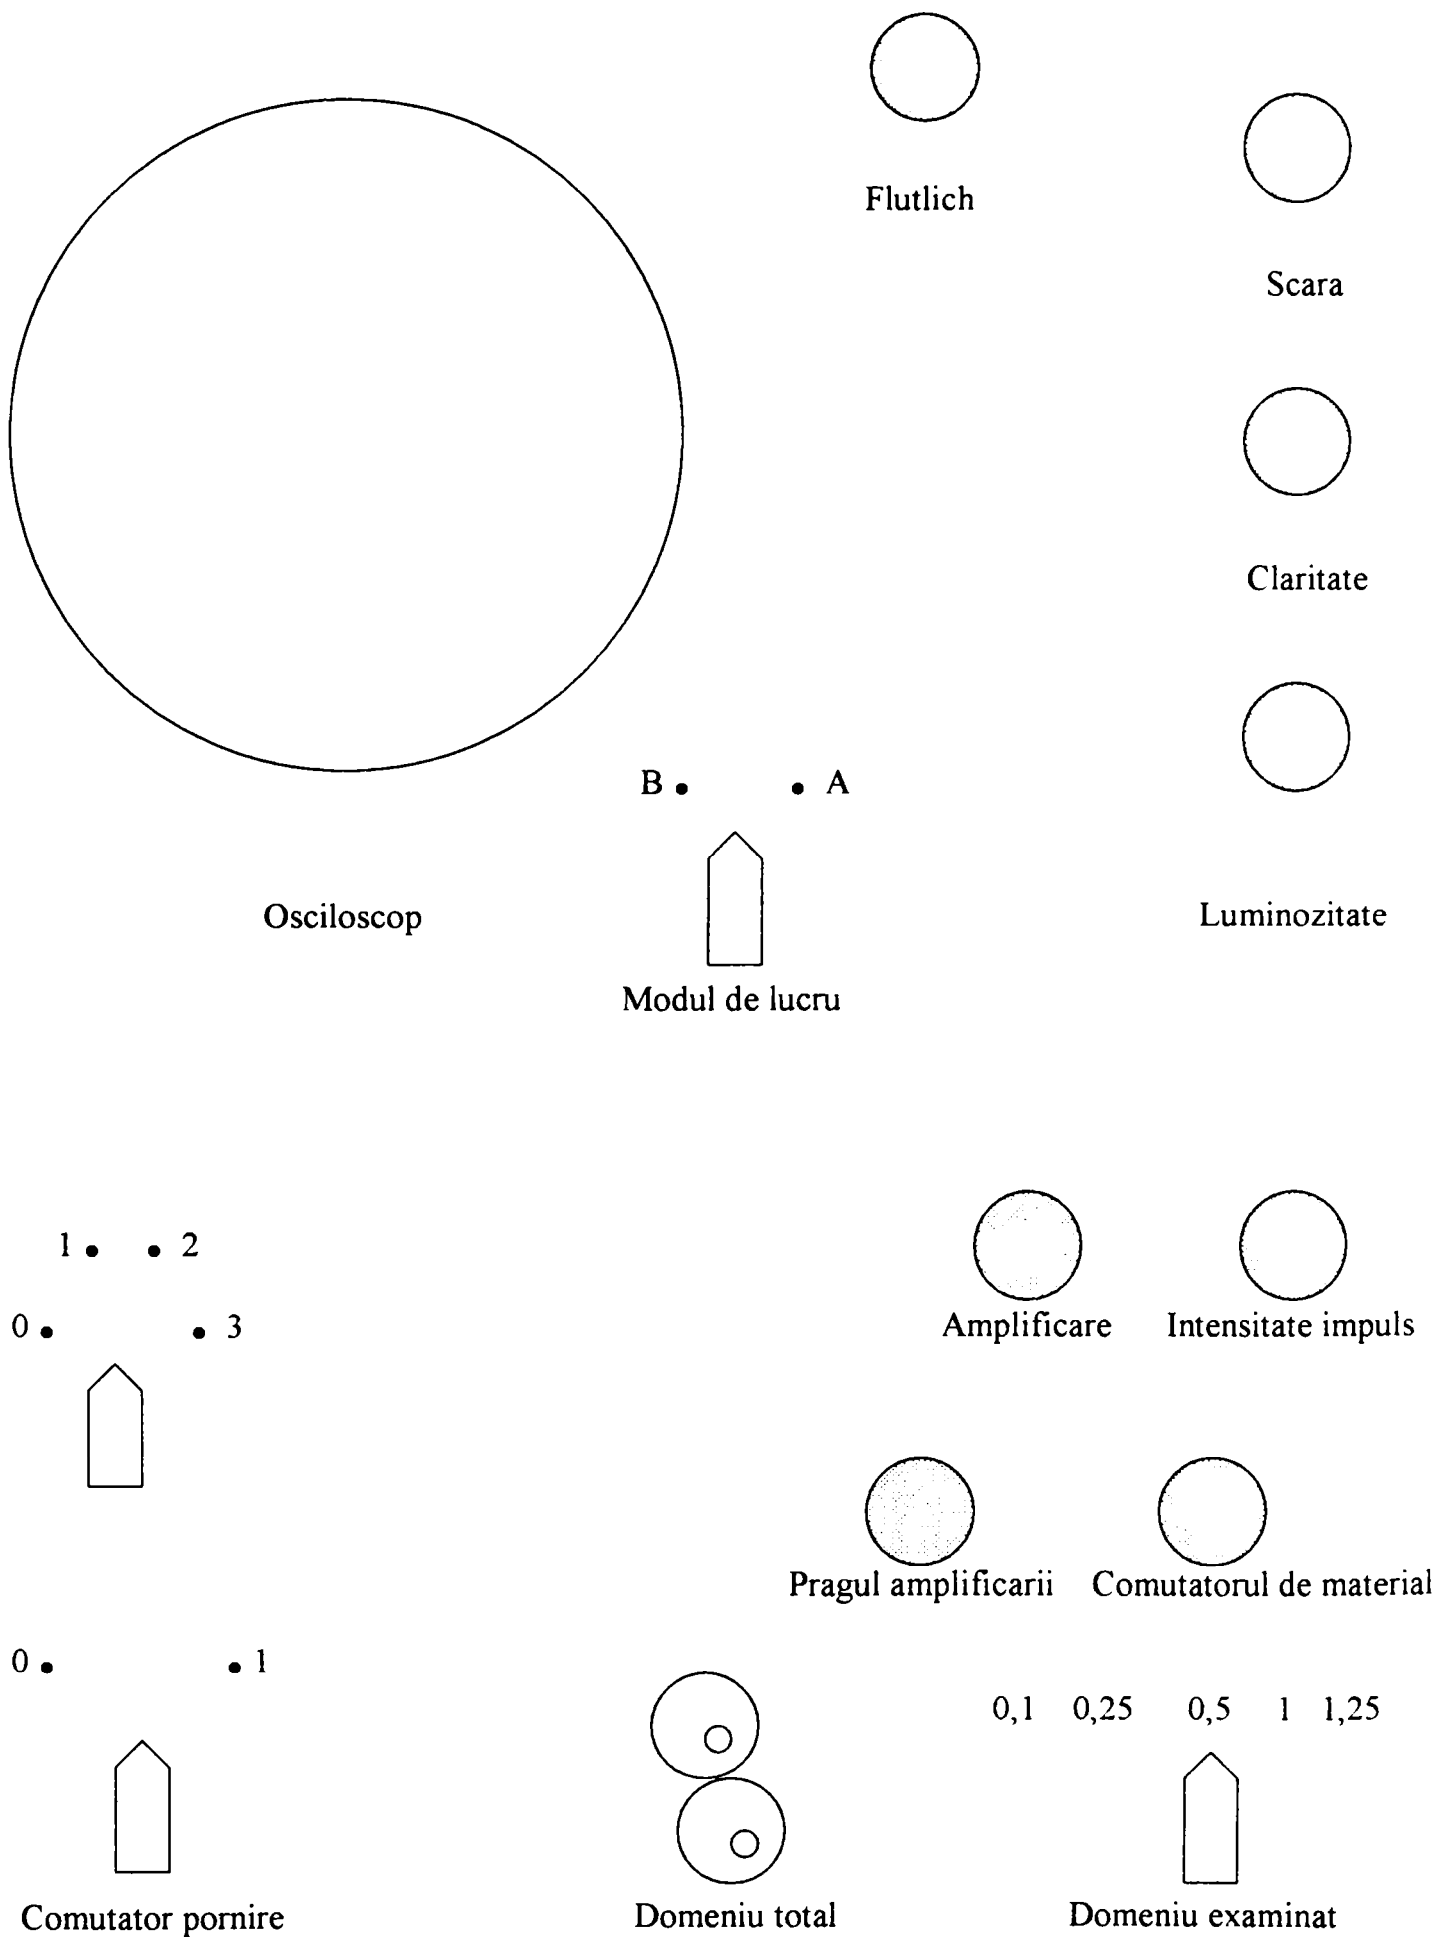 Flutlich
Scara
Claritate
B A
Osciloscop
Luminozitate
Modul de lucru
1 2
0 3
Amplificare Intensitate impuls
Pragul amplificarii Comutatorul de material
0 1
0,1 0,25 0,5 1 1,25
Comutator pornire Domeniu total Domeniu examinat